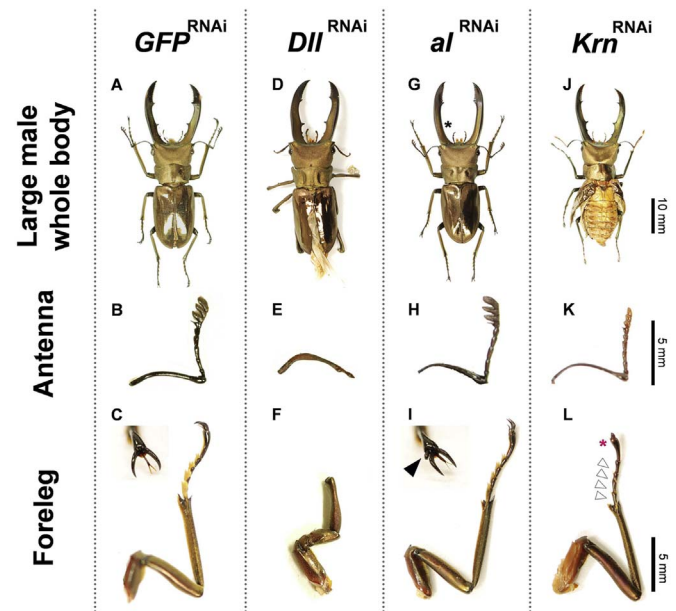 GFP RNAi Dll RNAi al RNAi Krn RNAi
Large male
whole body
A D G J
*
10 mm
Antenna
B E H K
5 mm
Foreleg
C F I L
*
5 mm